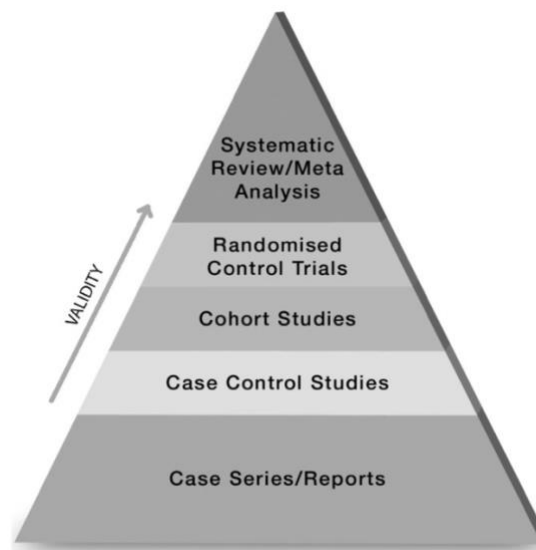 Systematic
Review/Meta
Analysis
Randomised
Control Trials
Cohort Studies
Case Control Studies
Case Series/Reports
VALIDITY